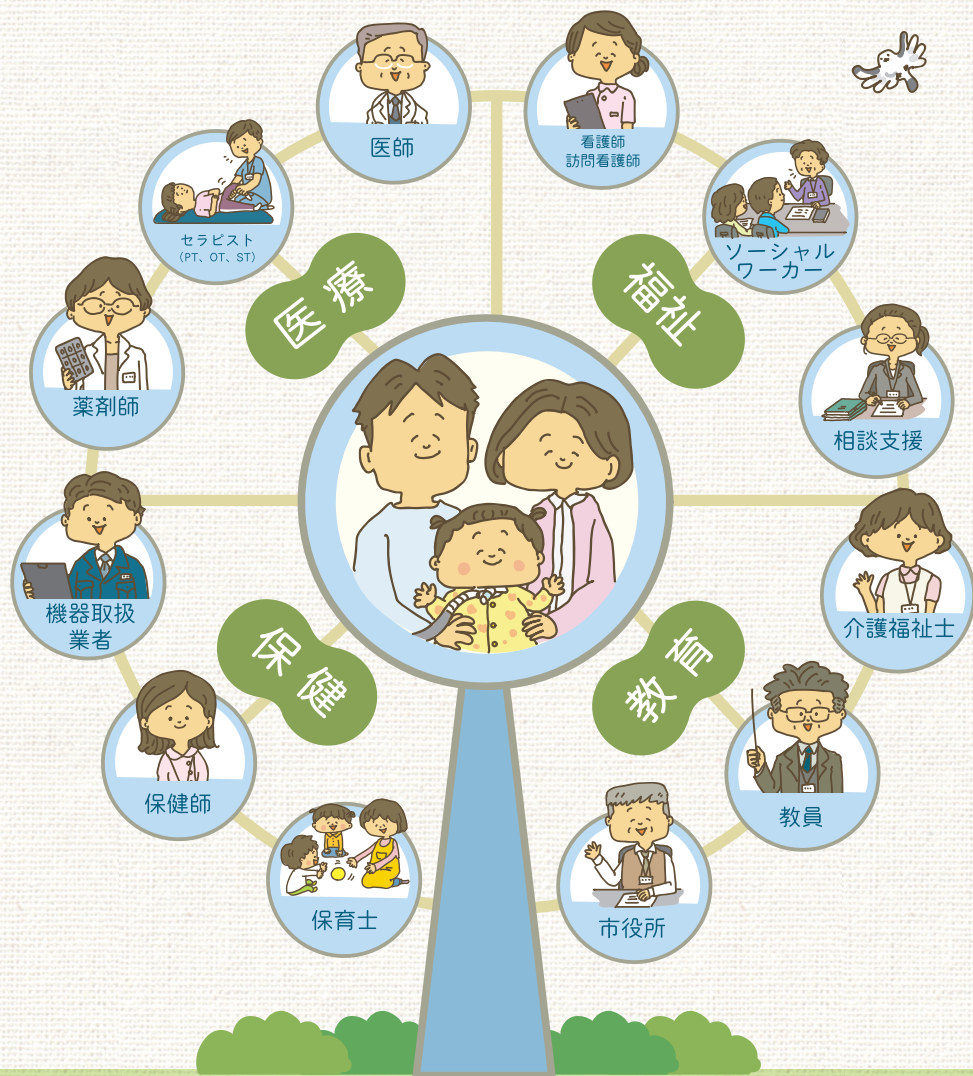 医師
看護師
訪問看護師
セラピスト
（PT、OT、ST）
ソーシャル
ワーカー
医療
福祉
薬剤師
相談支援
機器取扱
業者
介護福祉士
保健
教育
保健師
教員
保育士
市役所